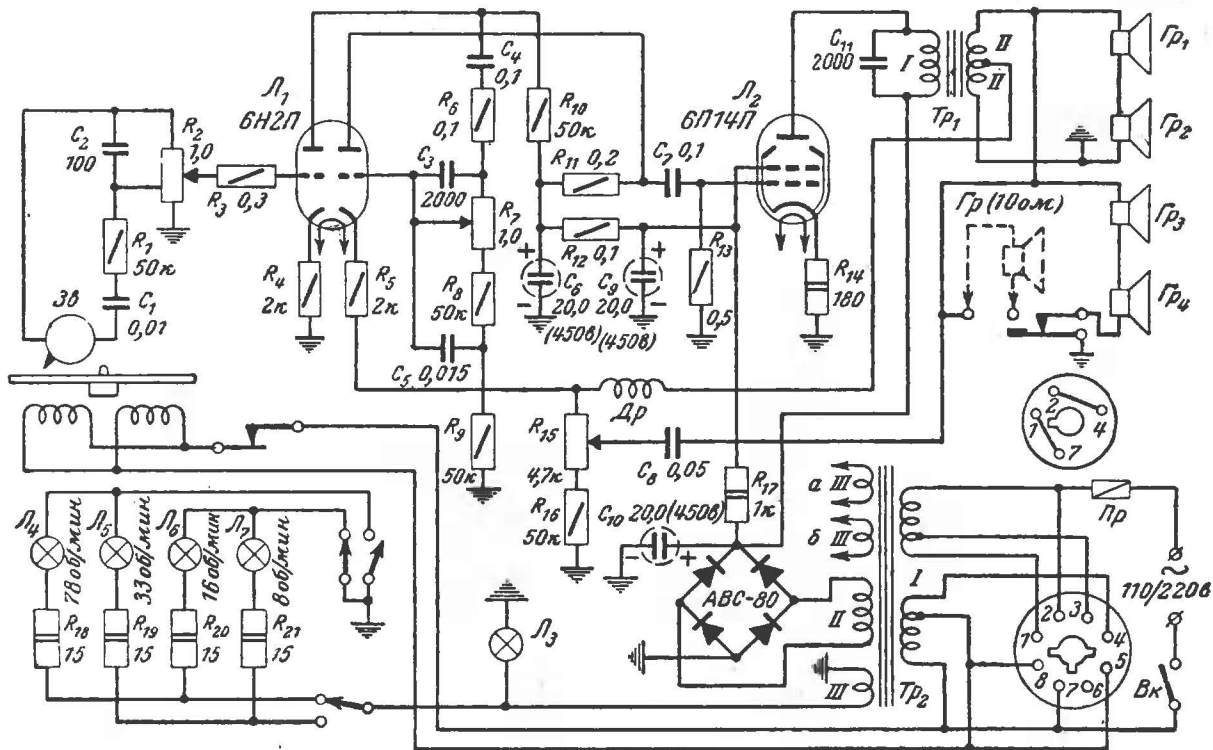 Л₁
6Н2П
C₂
100
R₂
1,0
R₃ 0,3
R₁
50к
C₁
0,01
Зв
R₄
2к
R₅
2к
C₄
0,1
R₆
0,1
C₃
2000
R₇
1,0
R₈
50к
C₅ 0,015
R₉
50к
R₁₀
50к
R₁₁ 0,2
R₁₂ 0,1
C₆
20,0
(450в)
C₉
20,0
(450в)
C₇ 0,1
R₁₃
0,5
Л₂
6П14П
R₁₄
180
C₁₁
2000
I
Тр₁
II
II
Гр₁
Гр₂
Гр₃
Гр₄
Гр (10 ом)
Др
R₁₅
4,7к
R₁₆
50к
C₈ 0,05
R₁₇
1к
C₁₀ 20,0 (450в)
АВС-80
а III
б III
II
III
I
Тр₂
Пр
~
110/220в
Вк
1
2
4
7
1
2
3
4
5
6
7
8
Л₃
Л₄
78 об/мин
Л₅
33 об/мин
Л₆
16 об/мин
Л₇
8 об/мин
R₁₈
15
R₁₉
15
R₂₀
15
R₂₁
15